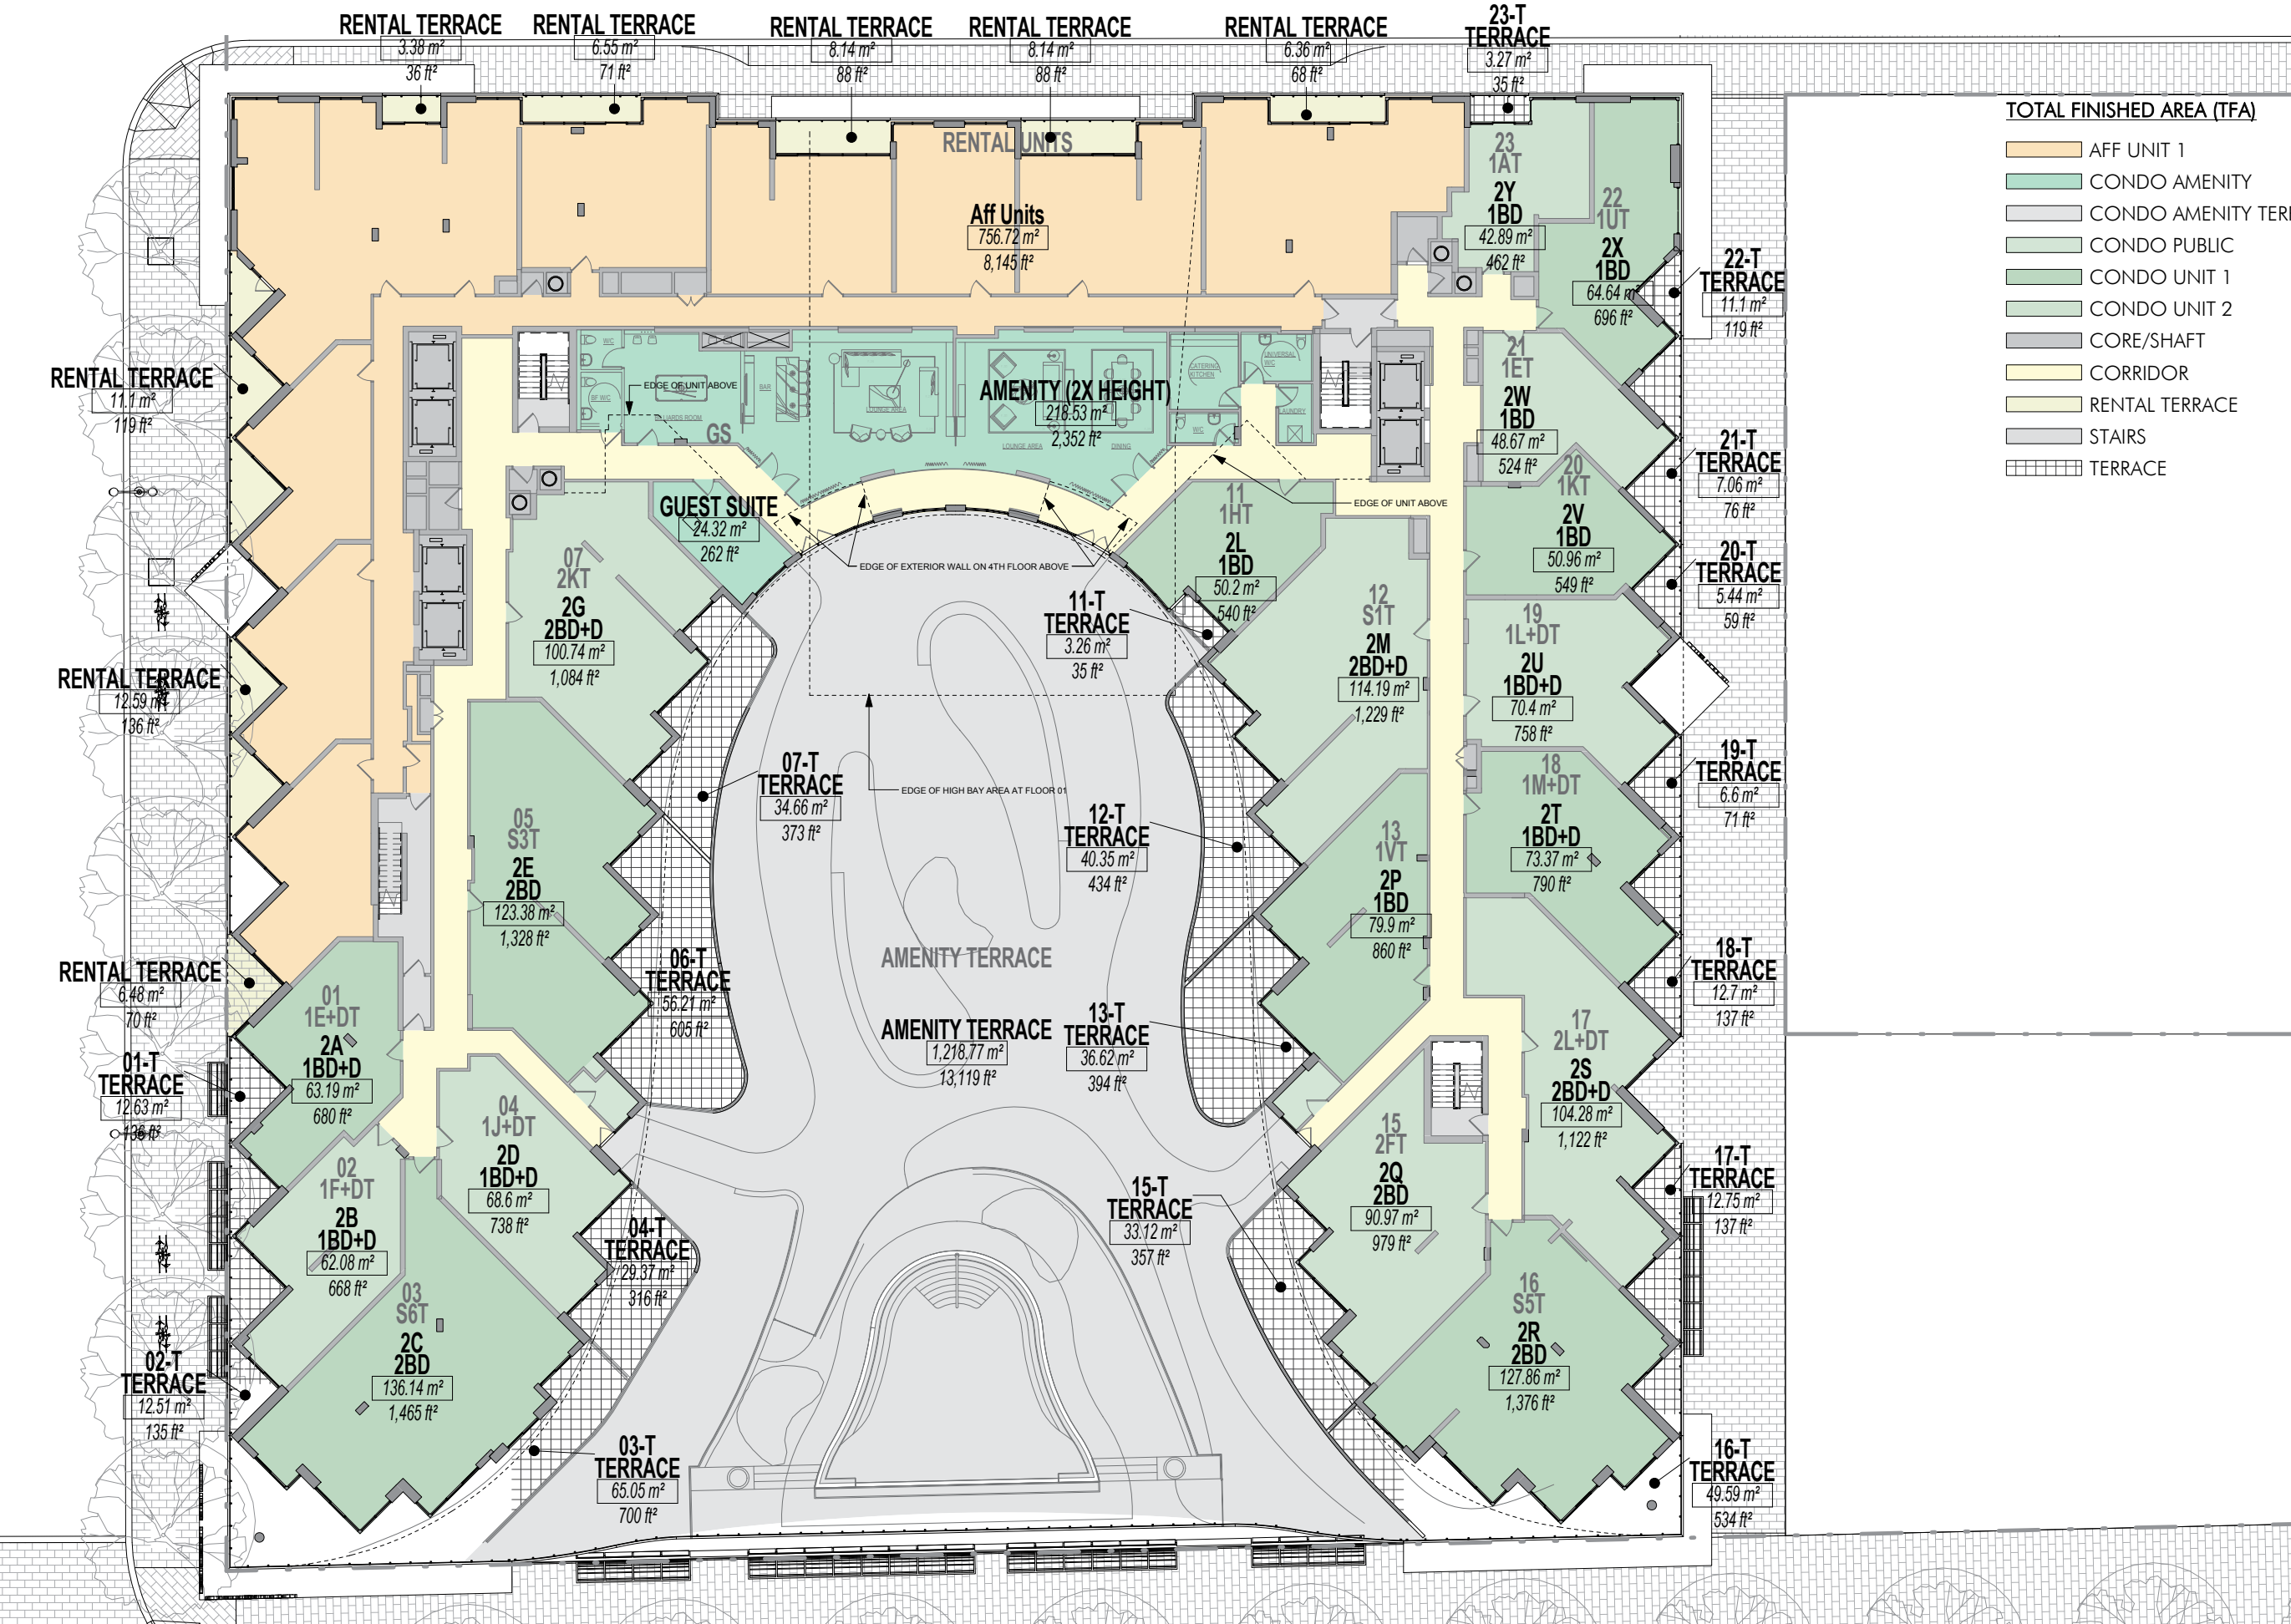 RENTAL TERRACE
3.38 m²
36 ft²
RENTAL TERRACE
6.55 m²
71 ft²
RENTAL TERRACE
8.14 m²
88 ft²
RENTAL TERRACE
8.14 m²
88 ft²
RENTAL TERRACE
6.36 m²
68 ft²
23-T
TERRACE
3.27 m²
35 ft²
TOTAL FINISHED AREA (TFA)
AFF UNIT 1
CONDO AMENITY
CONDO AMENITY TER
CONDO PUBLIC
CONDO UNIT 1
CONDO UNIT 2
CORE/SHAFT
CORRIDOR
RENTAL TERRACE
STAIRS
TERRACE
RENTAL UNITS
Aff Units
756.72 m²
8,145 ft²
23
1AT
2Y
1BD
42.89 m²
462 ft²
22
1UT
2X
1BD
64.64 m²
696 ft²
22-T
TERRACE
11.1 m²
119 ft²
RENTAL TERRACE
11.1 m²
119 ft²
W/C
BF W/C
EDGE OF UNIT ABOVE
BILLIARDS ROOM
GS
BAR
LOUNGE AREA
AMENITY (2X HEIGHT)
218.53 m²
2,352 ft²
LOUNGE AREA
DINING
CATERING
KITCHEN
UNIVERSAL
W/C
W/C
LAUNDRY
21
1ET
2W
1BD
48.67 m²
524 ft²
21-T
TERRACE
7.06 m²
76 ft²
GUEST SUITE
24.32 m²
262 ft²
EDGE OF UNIT ABOVE
EDGE OF EXTERIOR WALL ON 4TH FLOOR ABOVE
11
1HT
2L
1BD
50.2 m²
540 ft²
20
1KT
2V
1BD
50.96 m²
549 ft²
20-T
TERRACE
5.44 m²
59 ft²
07
2KT
2G
2BD+D
100.74 m²
1,084 ft²
11-T
TERRACE
3.26 m²
35 ft²
12
S1T
2M
2BD+D
114.19 m²
1,229 ft²
19
1L+DT
2U
1BD+D
70.4 m²
758 ft²
RENTAL TERRACE
12.59 m²
136 ft²
19-T
TERRACE
6.6 m²
71 ft²
07-T
TERRACE
34.66 m²
373 ft²
EDGE OF HIGH BAY AREA AT FLOOR 01
18
1M+DT
2T
1BD+D
73.37 m²
790 ft²
05
S3T
2E
2BD
123.38 m²
1,328 ft²
12-T
TERRACE
40.35 m²
434 ft²
13
1VT
2P
1BD
79.9 m²
860 ft²
RENTAL TERRACE
6.48 m²
70 ft²
06-T
TERRACE
56.21 m²
605 ft²
AMENITY TERRACE
18-T
TERRACE
12.7 m²
137 ft²
01
1E+DT
2A
1BD+D
63.19 m²
680 ft²
AMENITY TERRACE
1,218.77 m²
13,119 ft²
13-T
TERRACE
36.62 m²
394 ft²
17
2L+DT
2S
2BD+D
104.28 m²
1,122 ft²
01-T
TERRACE
12.63 m²
136 ft²
04
1J+DT
2D
1BD+D
68.6 m²
738 ft²
15
2FT
2Q
2BD
90.97 m²
979 ft²
17-T
TERRACE
12.75 m²
137 ft²
02
1F+DT
2B
1BD+D
62.08 m²
668 ft²
15-T
TERRACE
33.12 m²
357 ft²
04-T
TERRACE
29.37 m²
316 ft²
03
S6T
2C
2BD
136.14 m²
1,465 ft²
16
S5T
2R
2BD
127.86 m²
1,376 ft²
02-T
TERRACE
12.51 m²
135 ft²
03-T
TERRACE
65.05 m²
700 ft²
16-T
TERRACE
49.59 m²
534 ft²